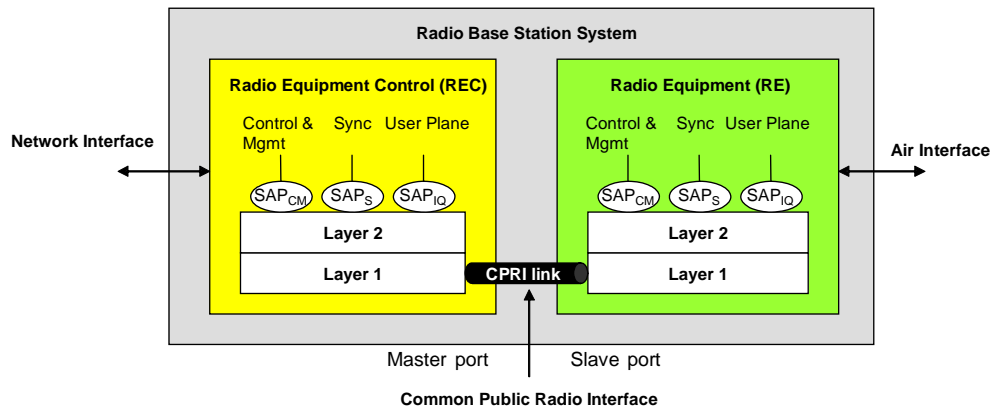 Radio Base Station System
Radio Equipment Control (REC)
Radio Equipment (RE)
Control &
Mgmt
Sync
User Plane
Control &
Mgmt
Sync
User Plane
Network Interface
Air Interface
SAPCM
SAPS
SAPIQ
SAPCM
SAPS
SAPIQ
Layer 2
Layer 2
Layer 1
CPRI link
Layer 1
Master port
Slave port
Common Public Radio Interface